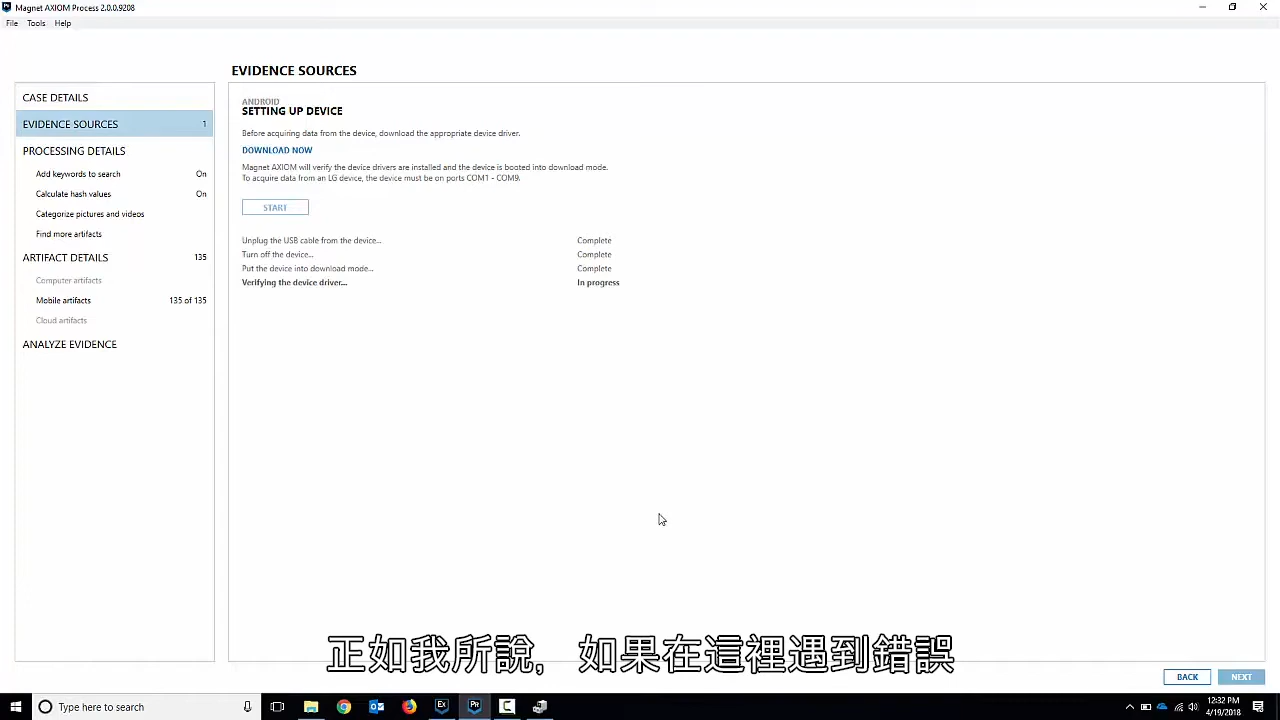 Magnet AXIOM Process 2.0.0.9208
File Tools Help
EVIDENCE SOURCES
CASE DETAILS
EVIDENCE SOURCES 1
PROCESSING DETAILS
Add keywords to search On
Calculate hash values On
Categorize pictures and videos
Find more artifacts
ARTIFACT DETAILS 135
Computer artifacts
Mobile artifacts 135 of 135
Cloud artifacts
ANALYZE EVIDENCE
ANDROID
SETTING UP DEVICE
Before acquiring data from the device, download the appropriate device driver.
DOWNLOAD NOW
Magnet AXIOM will verify the device drivers are installed and the device is booted into download mode.
To acquire data from an LG device, the device must be on ports COM1 - COM9.
START
Unplug the USB cable from the device... Complete
Turn off the device... Complete
Put the device into download mode... Complete
Verifying the device driver... In progress
正如我所說, 如果在這裡遇到錯誤
BACK NEXT
Type here to search
12:32 PM
4/19/2018